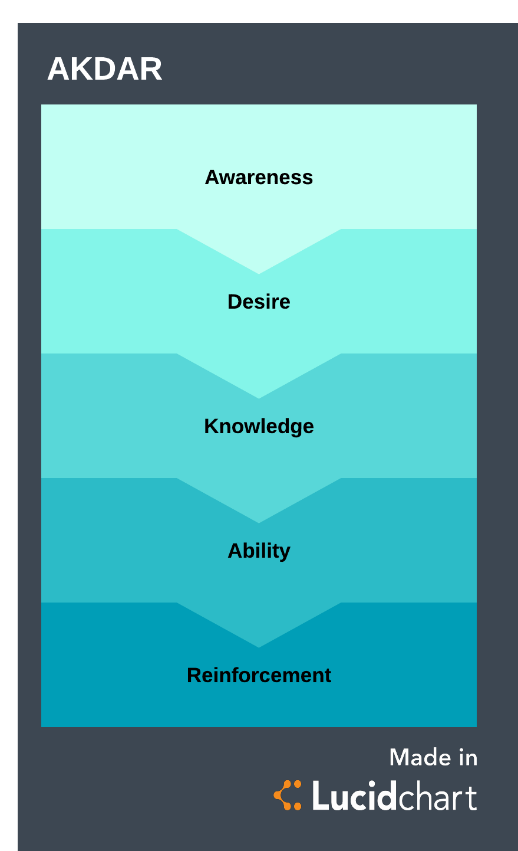 AKDAR
Awareness
Desire
Knowledge
Ability
Reinforcement
Made in
Lucidchart